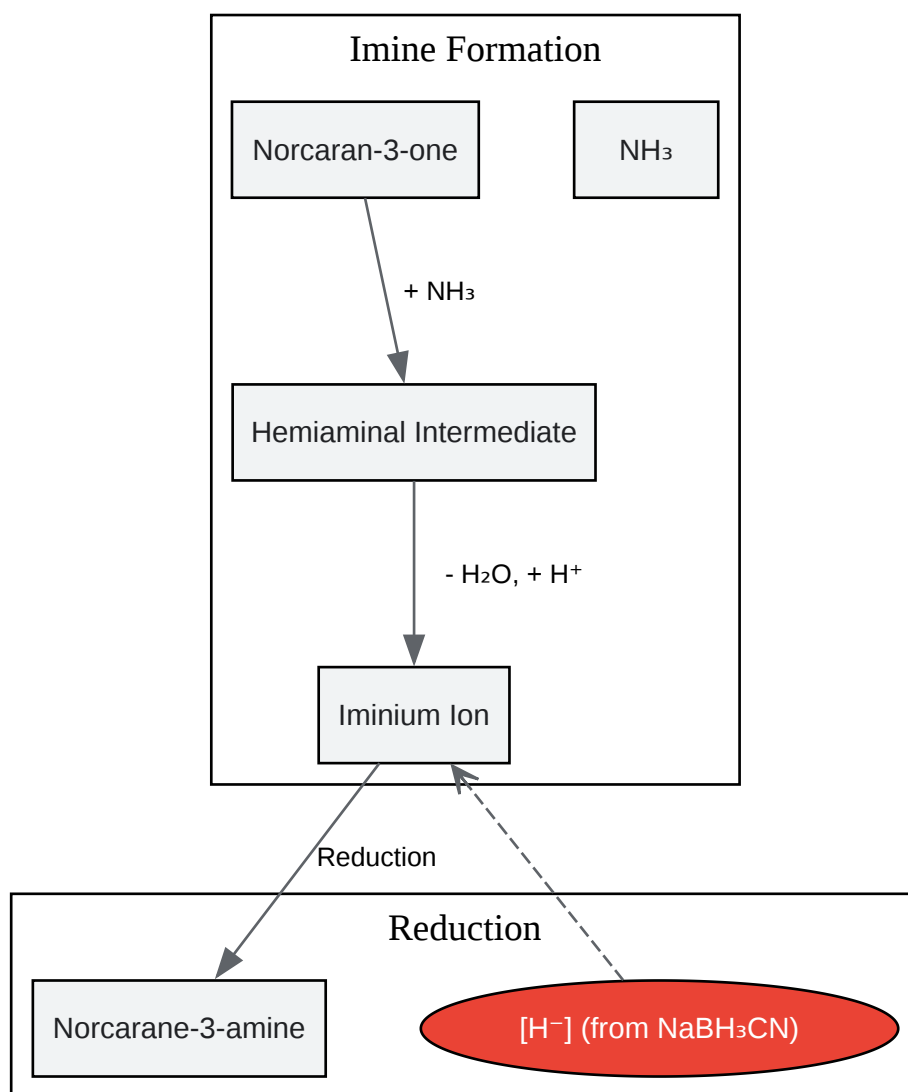 Imine Formation
Norcaran-3-one
NH₃
+ NH₃
Hemiaminal Intermediate
- H₂O, + H⁺
Iminium Ion
Reduction
Reduction
Norcarane-3-amine
[H⁻] (from NaBH₃CN)